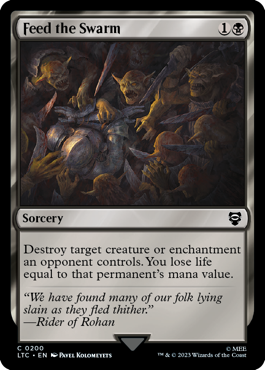 Feed the Swarm 1
Sorcery
Destroy target creature or enchantment
an opponent controls. You lose life
equal to that permanent's mana value.
"We have found many of our folk lying
slain as they fled thither."
—Rider of Rohan
C 0200 © MEE
LTC • EN PAVEL KOLOMEYETS ™ & © 2023 Wizards of the Coast